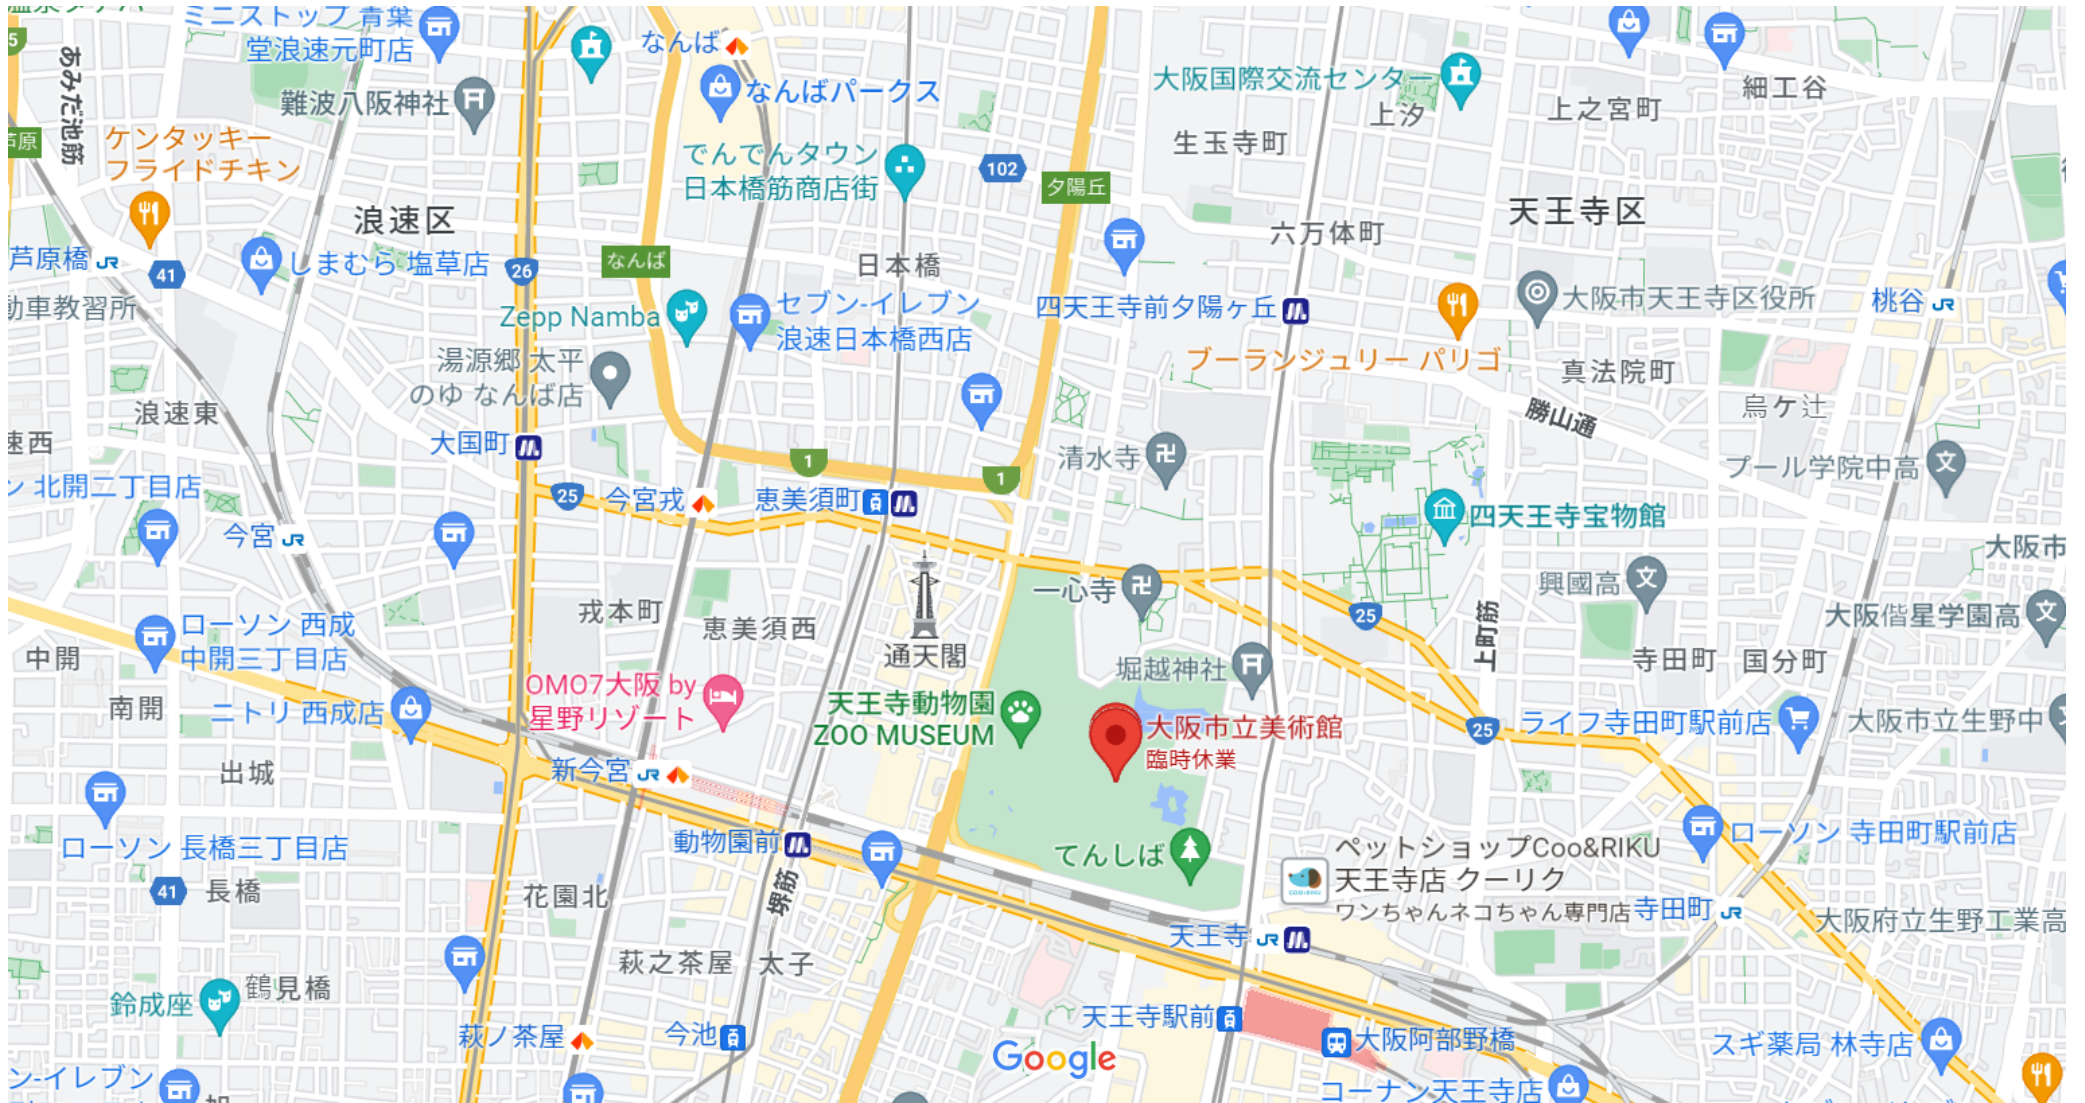 ミニストップ 青葉
堂浪速元町店
なんば
なんばパークス
大阪国際交流センター
上汐
上之宮町
細工谷
あみだ池筋
難波八阪神社
生玉寺町
芦原
ケンタッキー
フライドチキン
でんでんタウン
日本橋筋商店街
102
夕陽丘
浪速区
天王寺区
六万体町
芦原橋 JR
41
しまむら 塩草店
26
なんば
日本橋
動車教習所
Zepp Namba
セブン-イレブン
浪速日本橋西店
四天王寺前夕陽ヶ丘
大阪市天王寺区役所
桃谷 JR
湯源郷 太平
のゆ なんば店
ブーランジュリー パリゴ
真法院町
浪速東
烏ケ辻
勝山通
速西
大国町
1
清水寺
プール学院中高
ン 北開二丁目店
25
今宮戎
恵美須町
1
四天王寺宝物館
今宮 JR
大阪市
一心寺
興國高
戎本町
恵美須西
25
大阪偕星学園高
ローソン 西成
中開三丁目店
中開
通天閣
堀越神社
上町筋
寺田町
国分町
南開
ニトリ 西成店
OMO7大阪 by
星野リゾート
天王寺動物園
ZOO MUSEUM
大阪市立美術館
臨時休業
25
ライフ寺田町駅前店
大阪市立生野中
出城
新今宮 JR
ローソン 長橋三丁目店
動物園前
てんしば
ペットショップCoo&RIKU
天王寺店 クーリク
ワンちゃんネコちゃん専門店
ローソン 寺田町駅前店
41
長橋
花園北
堺筋
寺田町 JR
大阪府立生野工業高
天王寺 JR
萩之茶屋
太子
鶴見橋
鈴成座
萩ノ茶屋
今池
天王寺駅前
大阪阿部野橋
スギ薬局 林寺店
Google
ン-イレブン
コーナン天王寺店